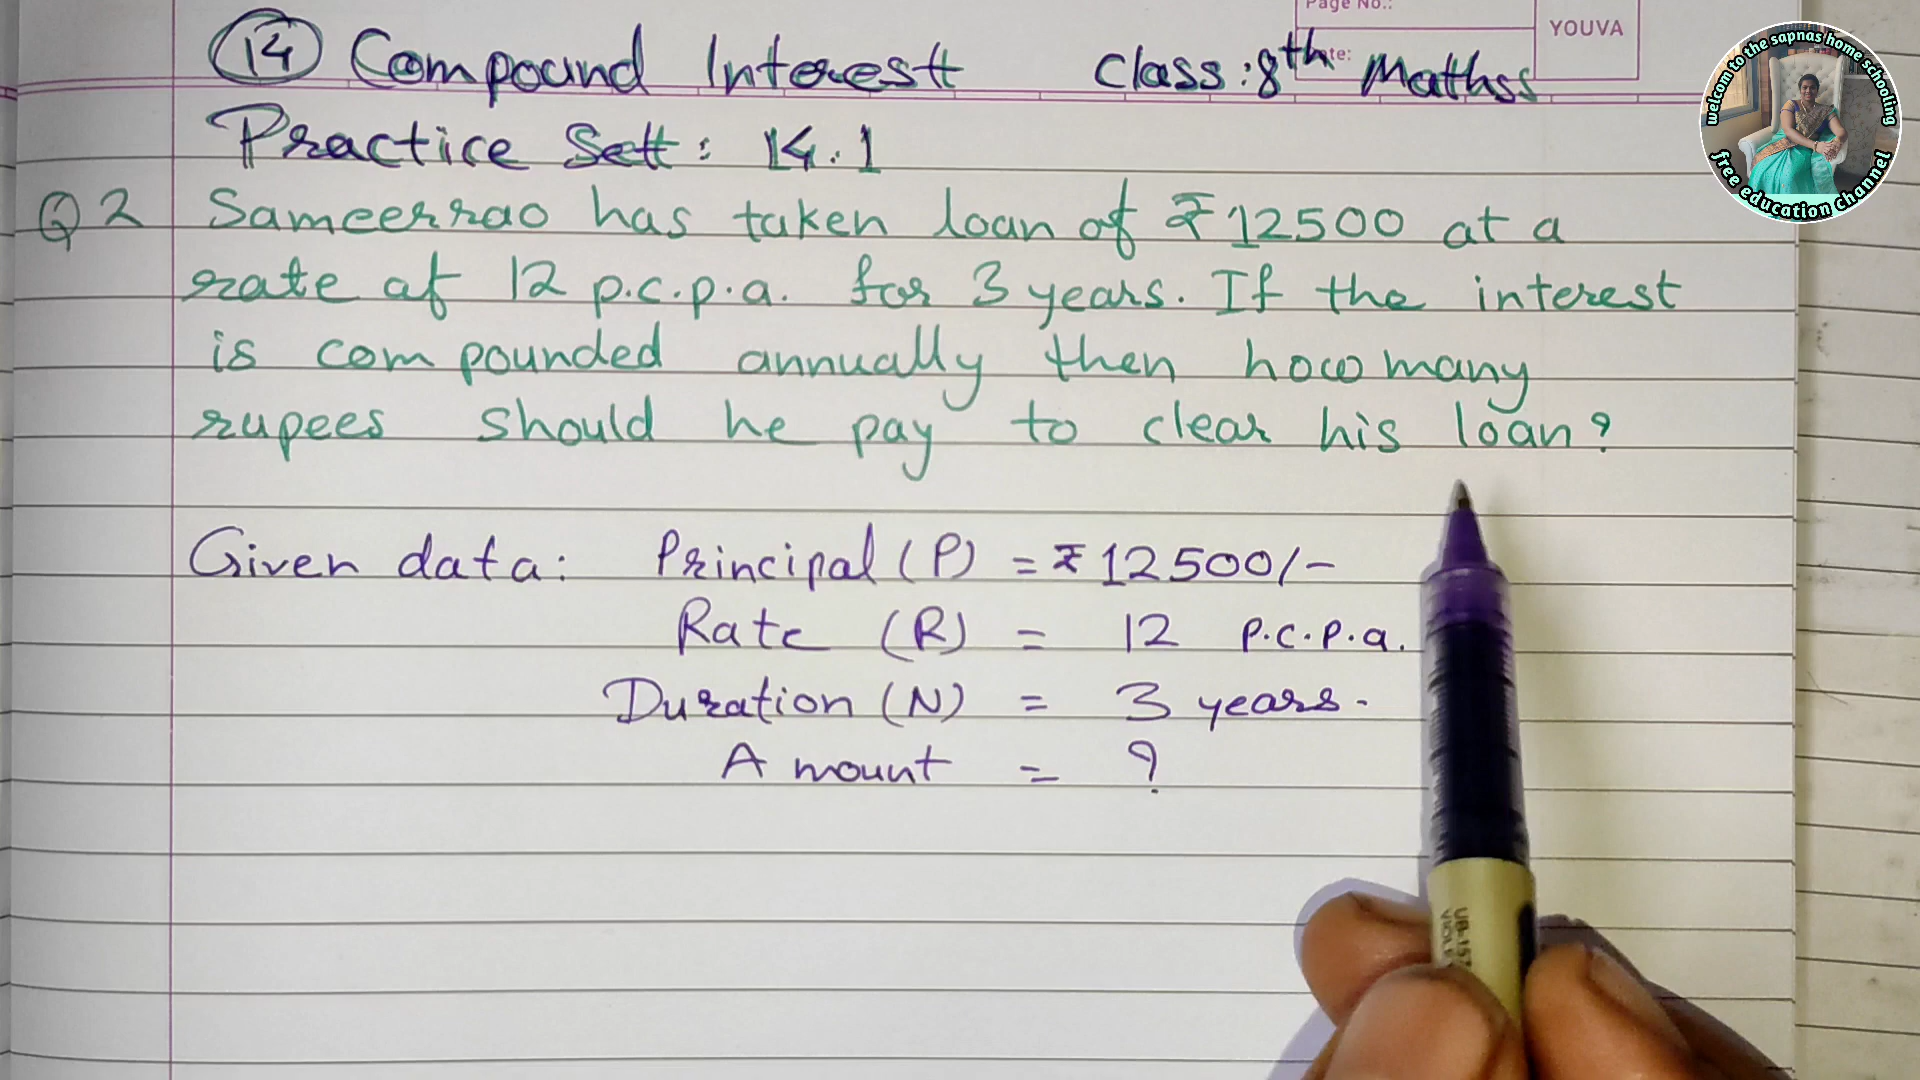 Page No.:
YOUVA
14 Compound Interest Class: 8th Mathss
ate:
Practice Set: 14.1
Q2 Sameerrao has taken loan of ₹12500 at a
rate of 12 p.c.p.a. for 3 years. If the interest
is compounded annually then how many
rupees should he pay to clear his loan?
Given data: Principal (P) = ₹12500/-
Rate (R) = 12 p.c.p.a.
Duration (N) = 3 years.
Amount = ?
welcom to the sapnas home schooling
free education channel